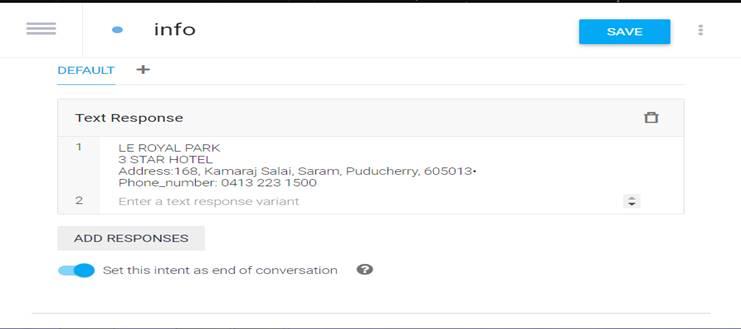 info
SAVE
DEFAULT +
Text Response
1 LE ROYAL PARK
3 STAR HOTEL
Address:168, Kamaraj Salai, Saram, Puducherry, 605013•
Phone_number: 0413 223 1500
2 Enter a text response variant
ADD RESPONSES
Set this intent as end of conversation ?